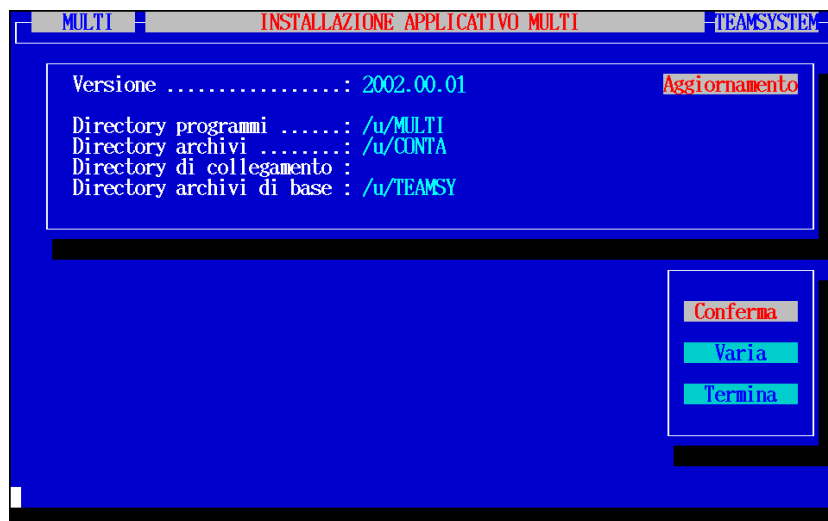 MULTI INSTALLAZIONE APPLICATIVO MULTI TEAMSYSTEM
Versione .................: 2002.00.01 Aggiornamento
Directory programmi ......: /u/MULTI
Directory archivi ........: /u/CONTA
Directory di collegamento :
Directory archivi di base : /u/TEAMSY
Conferma
Varia
Termina